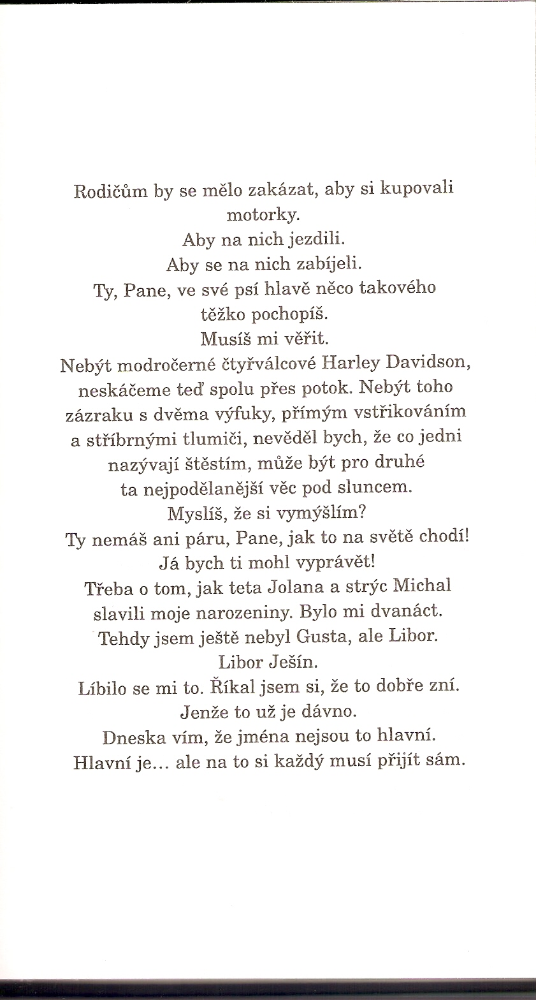 Rodičům by se mělo zakázat, aby si kupovali
motorky.
Aby na nich jezdili.
Aby se na nich zabíjeli.
Ty, Pane, ve své psí hlavě něco takového
těžko pochopíš.
Musíš mi věřit.
Nebýt modročerné čtyřválcové Harley Davidson,
neskáčeme teď spolu přes potok. Nebýt toho
zázraku s dvěma výfuky, přímým vstřikováním
a stříbrnými tlumiči, nevěděl bych, že co jedni
nazývají štěstím, může být pro druhé
ta nejpodělanější věc pod sluncem.
Myslíš, že si vymýšlím?
Ty nemáš ani páru, Pane, jak to na světě chodí!
Já bych ti mohl vyprávět!
Třeba o tom, jak teta Jolana a strýc Michal
slavili moje narozeniny. Bylo mi dvanáct.
Tehdy jsem ještě nebyl Gusta, ale Libor.
Libor Ješín.
Líbilo se mi to. Říkal jsem si, že to dobře zní.
Jenže to už je dávno.
Dneska vím, že jména nejsou to hlavní.
Hlavní je... ale na to si každý musí přijít sám.